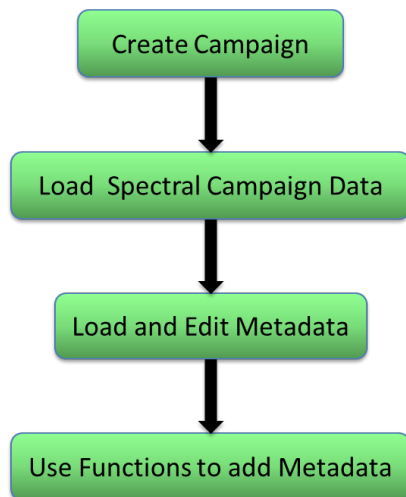 Create Campaign
Load  Spectral Campaign Data
Load and Edit Metadata
Use Functions to add Metadata